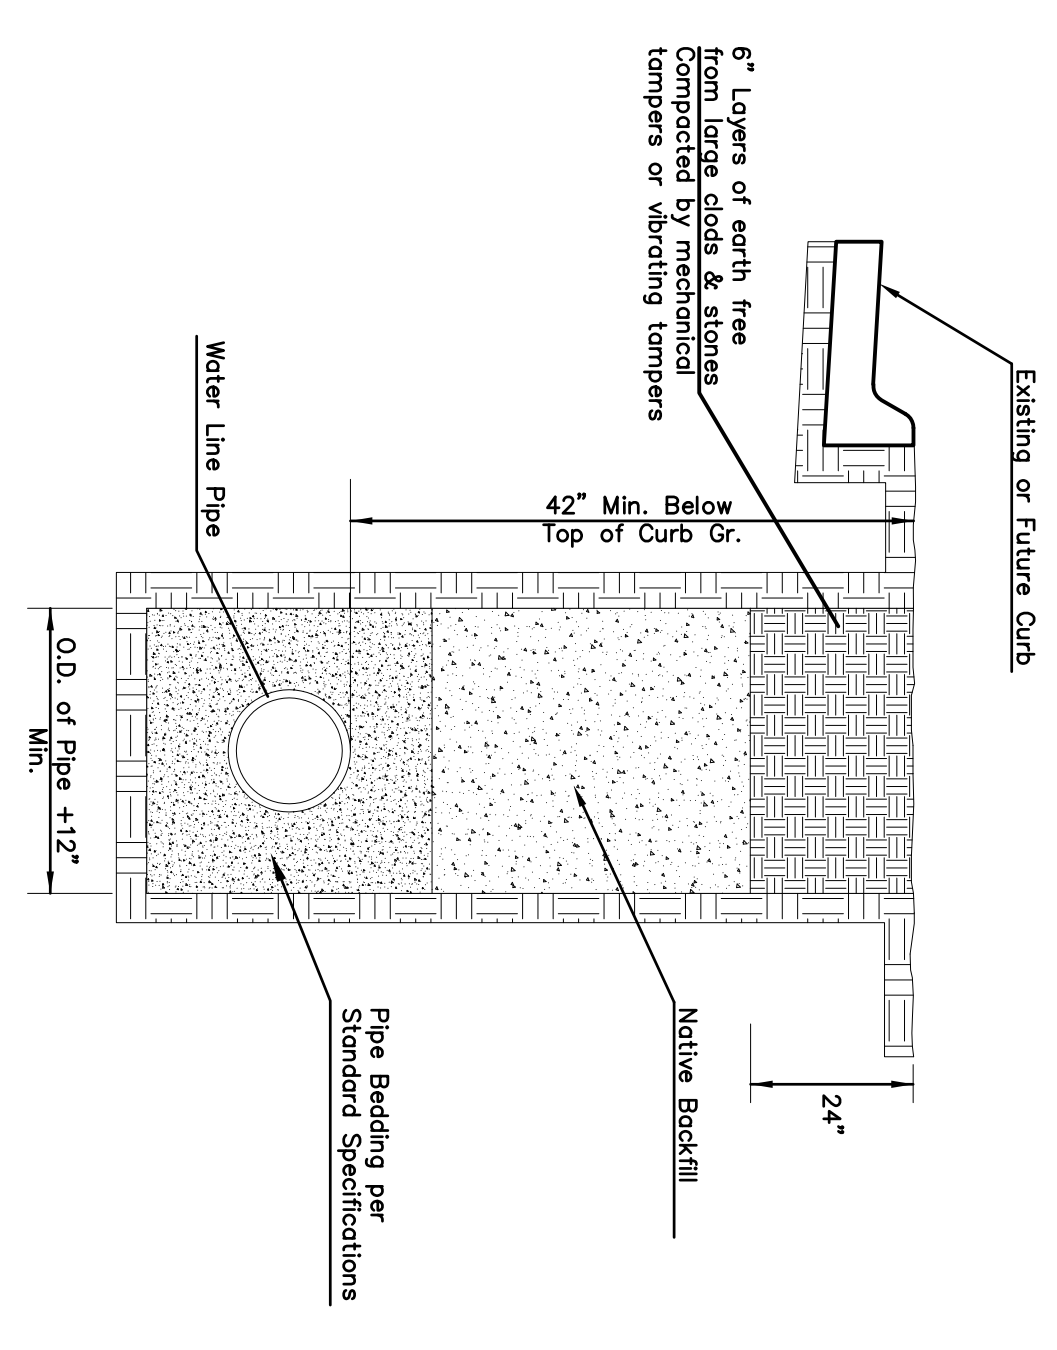 Existing or Future Curb
6" Layers of earth free
from large clods & stones
Compacted by mechanical
tampers or vibrating tampers
24"
42" Min. Below
Top of Curb Gr.
Native Backfill
Pipe Bedding per
Standard Specifications
Water Line Pipe
O.D. of Pipe +12"
Min.